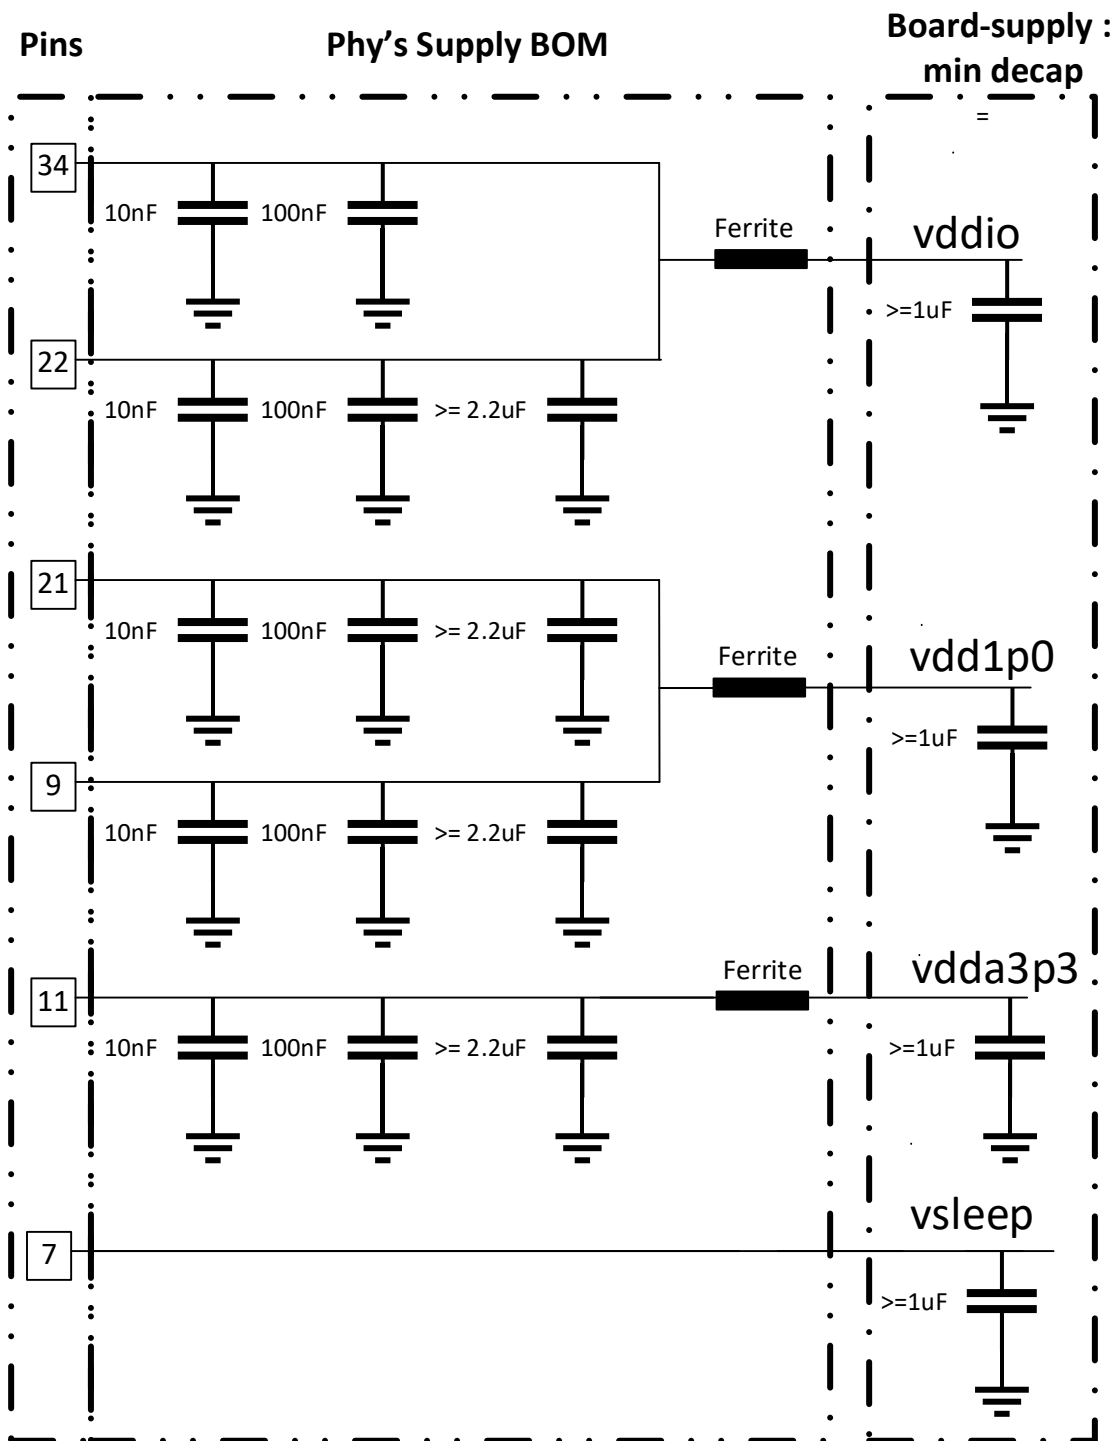 Pins
Phy's Supply BOM
Board-supply :
min decap
=
34
10nF
100nF
Ferrite
vddio
>=1uF
22
10nF
100nF
>= 2.2uF
21
10nF
100nF
>= 2.2uF
Ferrite
vdd1p0
>=1uF
9
10nF
100nF
>= 2.2uF
11
Ferrite
vdda3p3
10nF
100nF
>= 2.2uF
>=1uF
7
vsleep
>=1uF